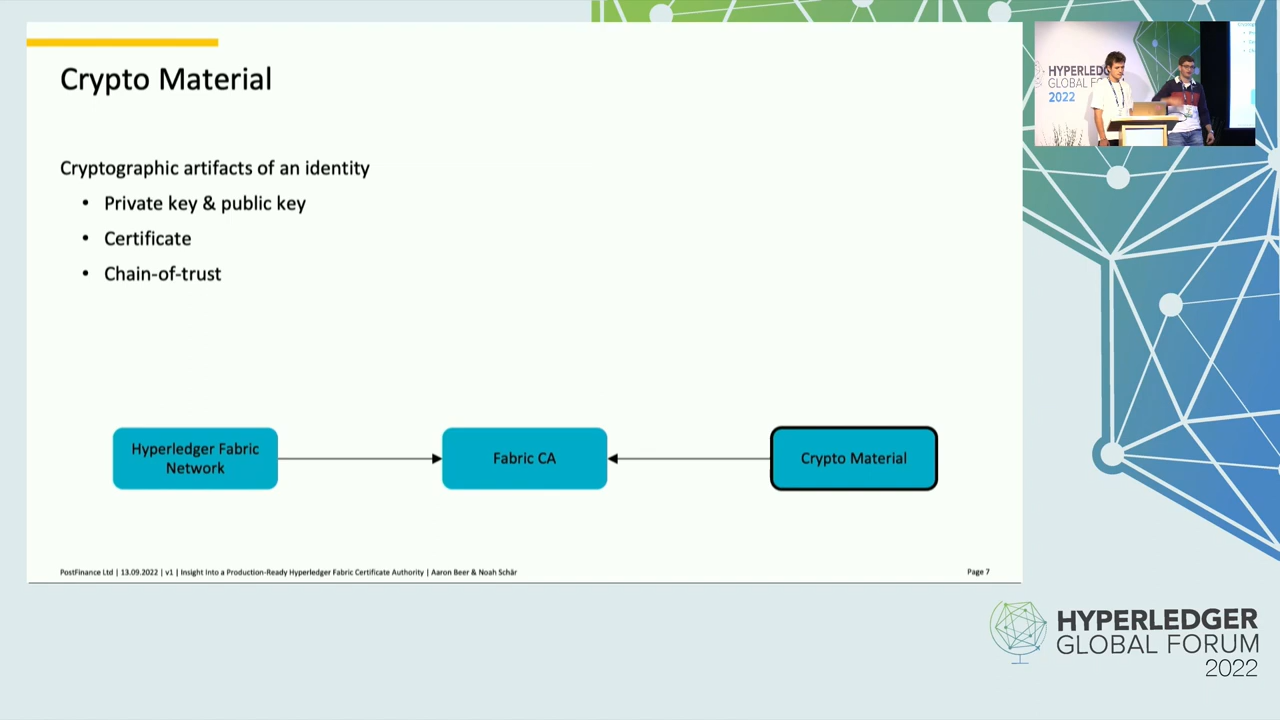 Crypto Material
Cryptographic artifacts of an identity
• Private key & public key
• Certificate
• Chain-of-trust
Hyperledger Fabric
Network
Fabric CA
Crypto Material
PostFinance Ltd | 13.09.2022 | v1 | Insight Into a Production-Ready Hyperledger Fabric Certificate Authority | Aaron Beer & Noah Schär
Page 7
HYPERLEDG
GLOBAL FO
2022
HYPERLEDGER
GLOBAL FORUM
2022